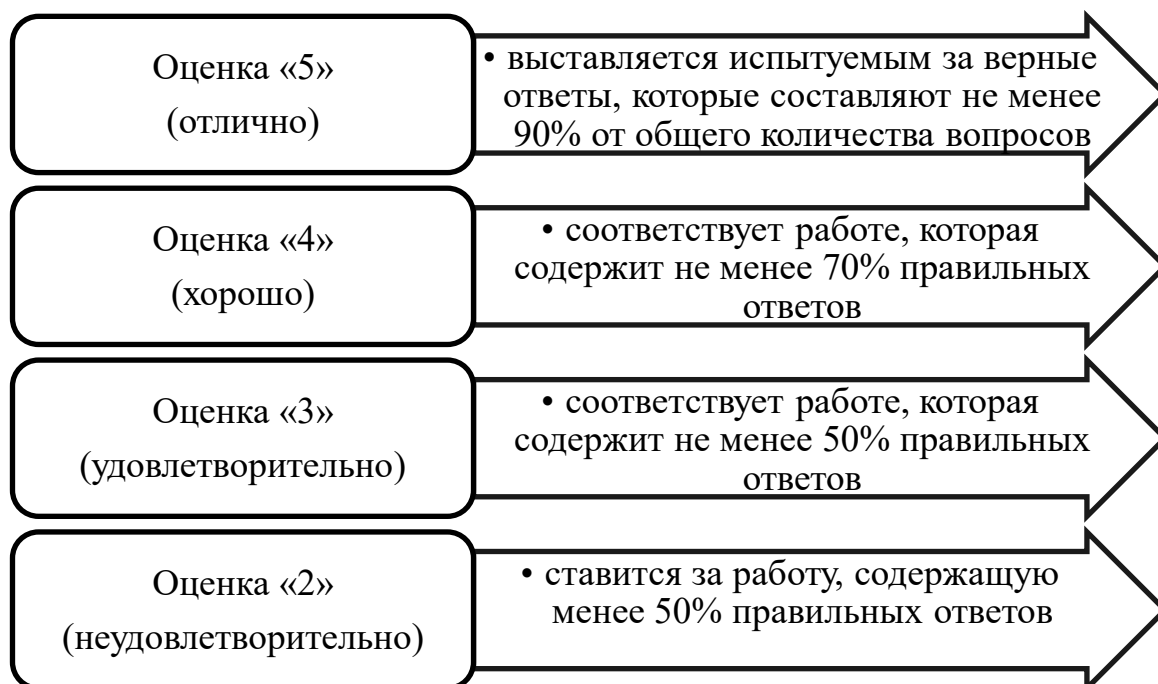 Оценка «5»
(отлично)
• выставляется испытуемым за верные
ответы, которые составляют не менее
90% от общего количества вопросов
Оценка «4»
(хорошо)
• соответствует работе, которая
содержит не менее 70% правильных
ответов
Оценка «3»
(удовлетворительно)
• соответствует работе, которая
содержит не менее 50% правильных
ответов
Оценка «2»
(неудовлетворительно)
• ставится за работу, содержащую
менее 50% правильных ответов